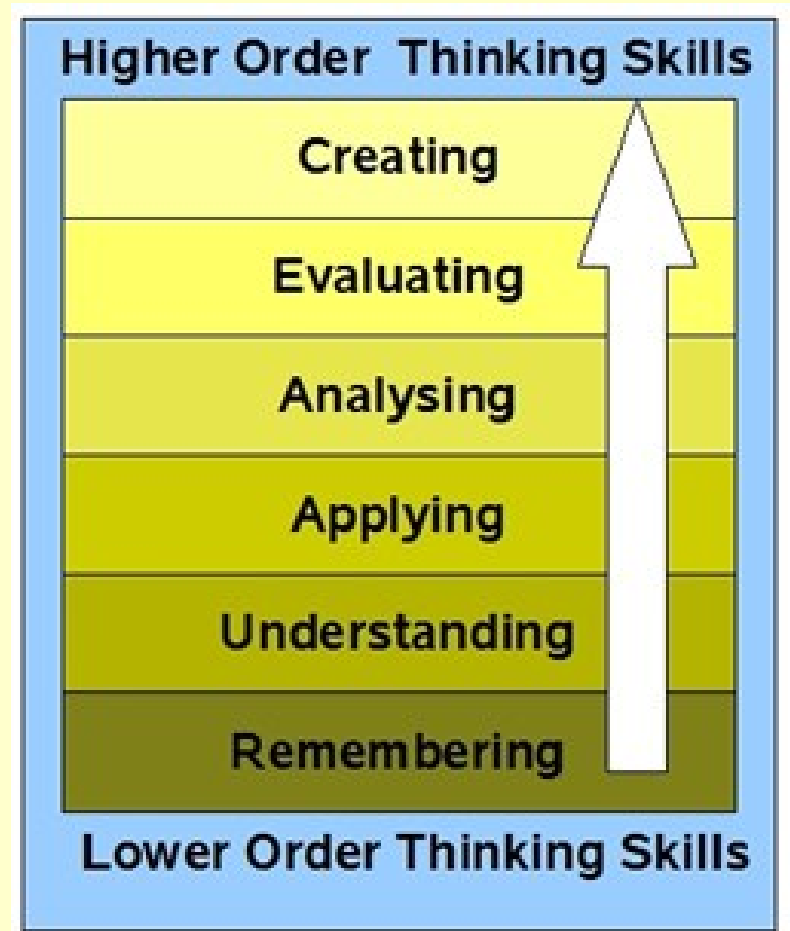 Higher Order Thinking Skills
Creating
Evaluating
Analysing
Applying
Understanding
Remembering
Lower Order Thinking Skills